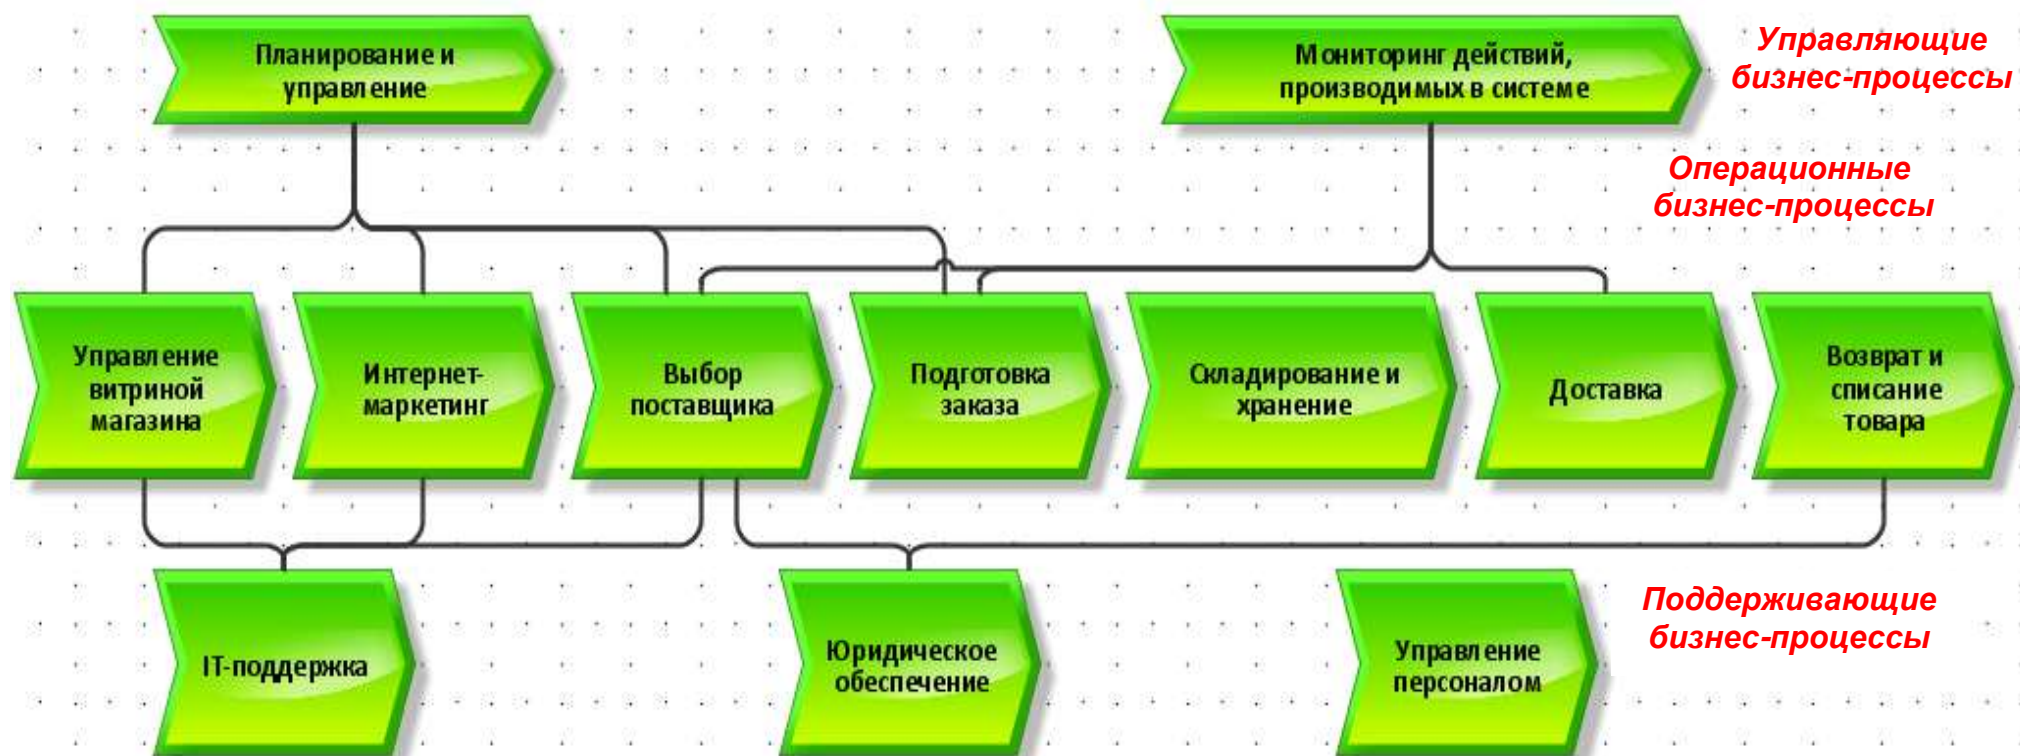 Планирование и
управление
Мониторинг действий,
производимых в системе
Управляющие
бизнес-процессы
Операционные
бизнес-процессы
Управление
витриной
магазина
Интернет-
маркетинг
Выбор
поставщика
Подготовка
заказа
Складирование и
хранение
Доставка
Возврат и
списание
товара
IT-поддержка
Юридическое
обеспечение
Управление
персоналом
Поддерживающие
бизнес-процессы